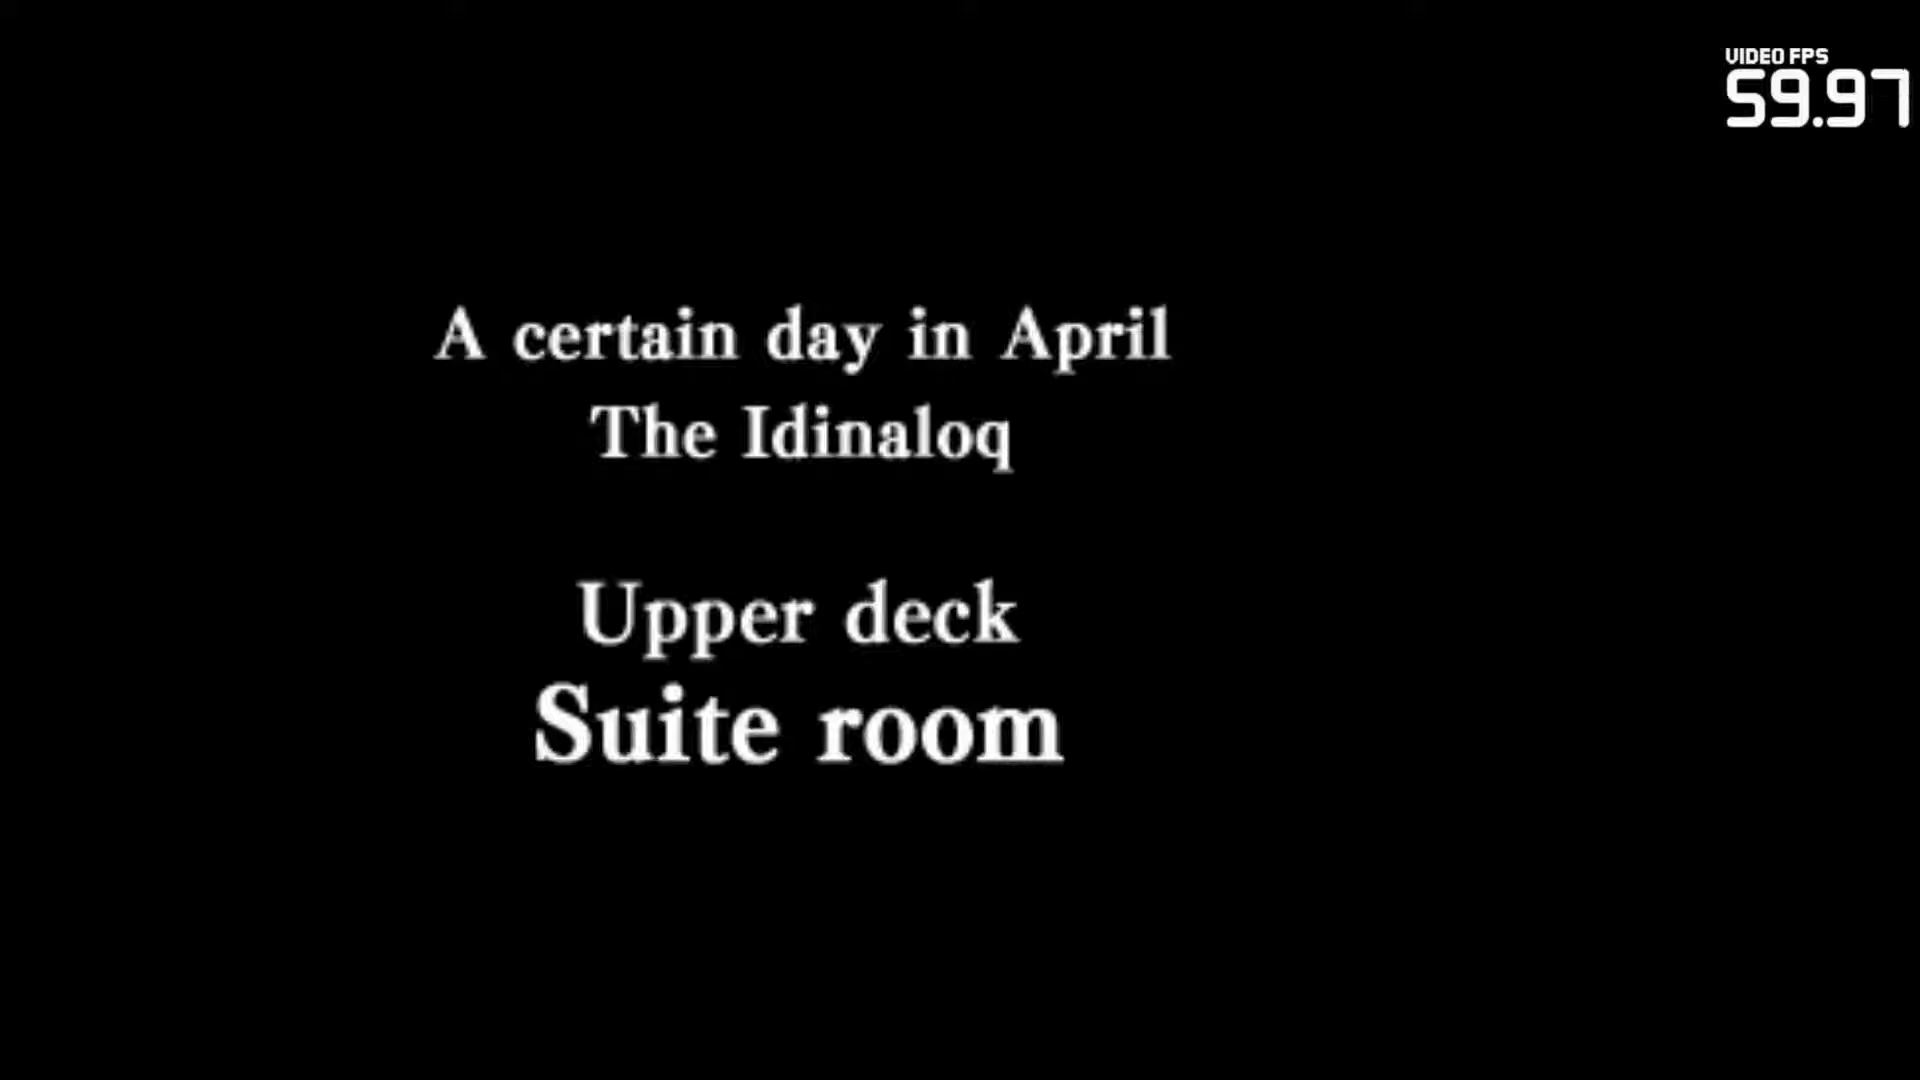 VIDEO FPS
59.97
A certain day in April
The Idinaloq
Upper deck
Suite room